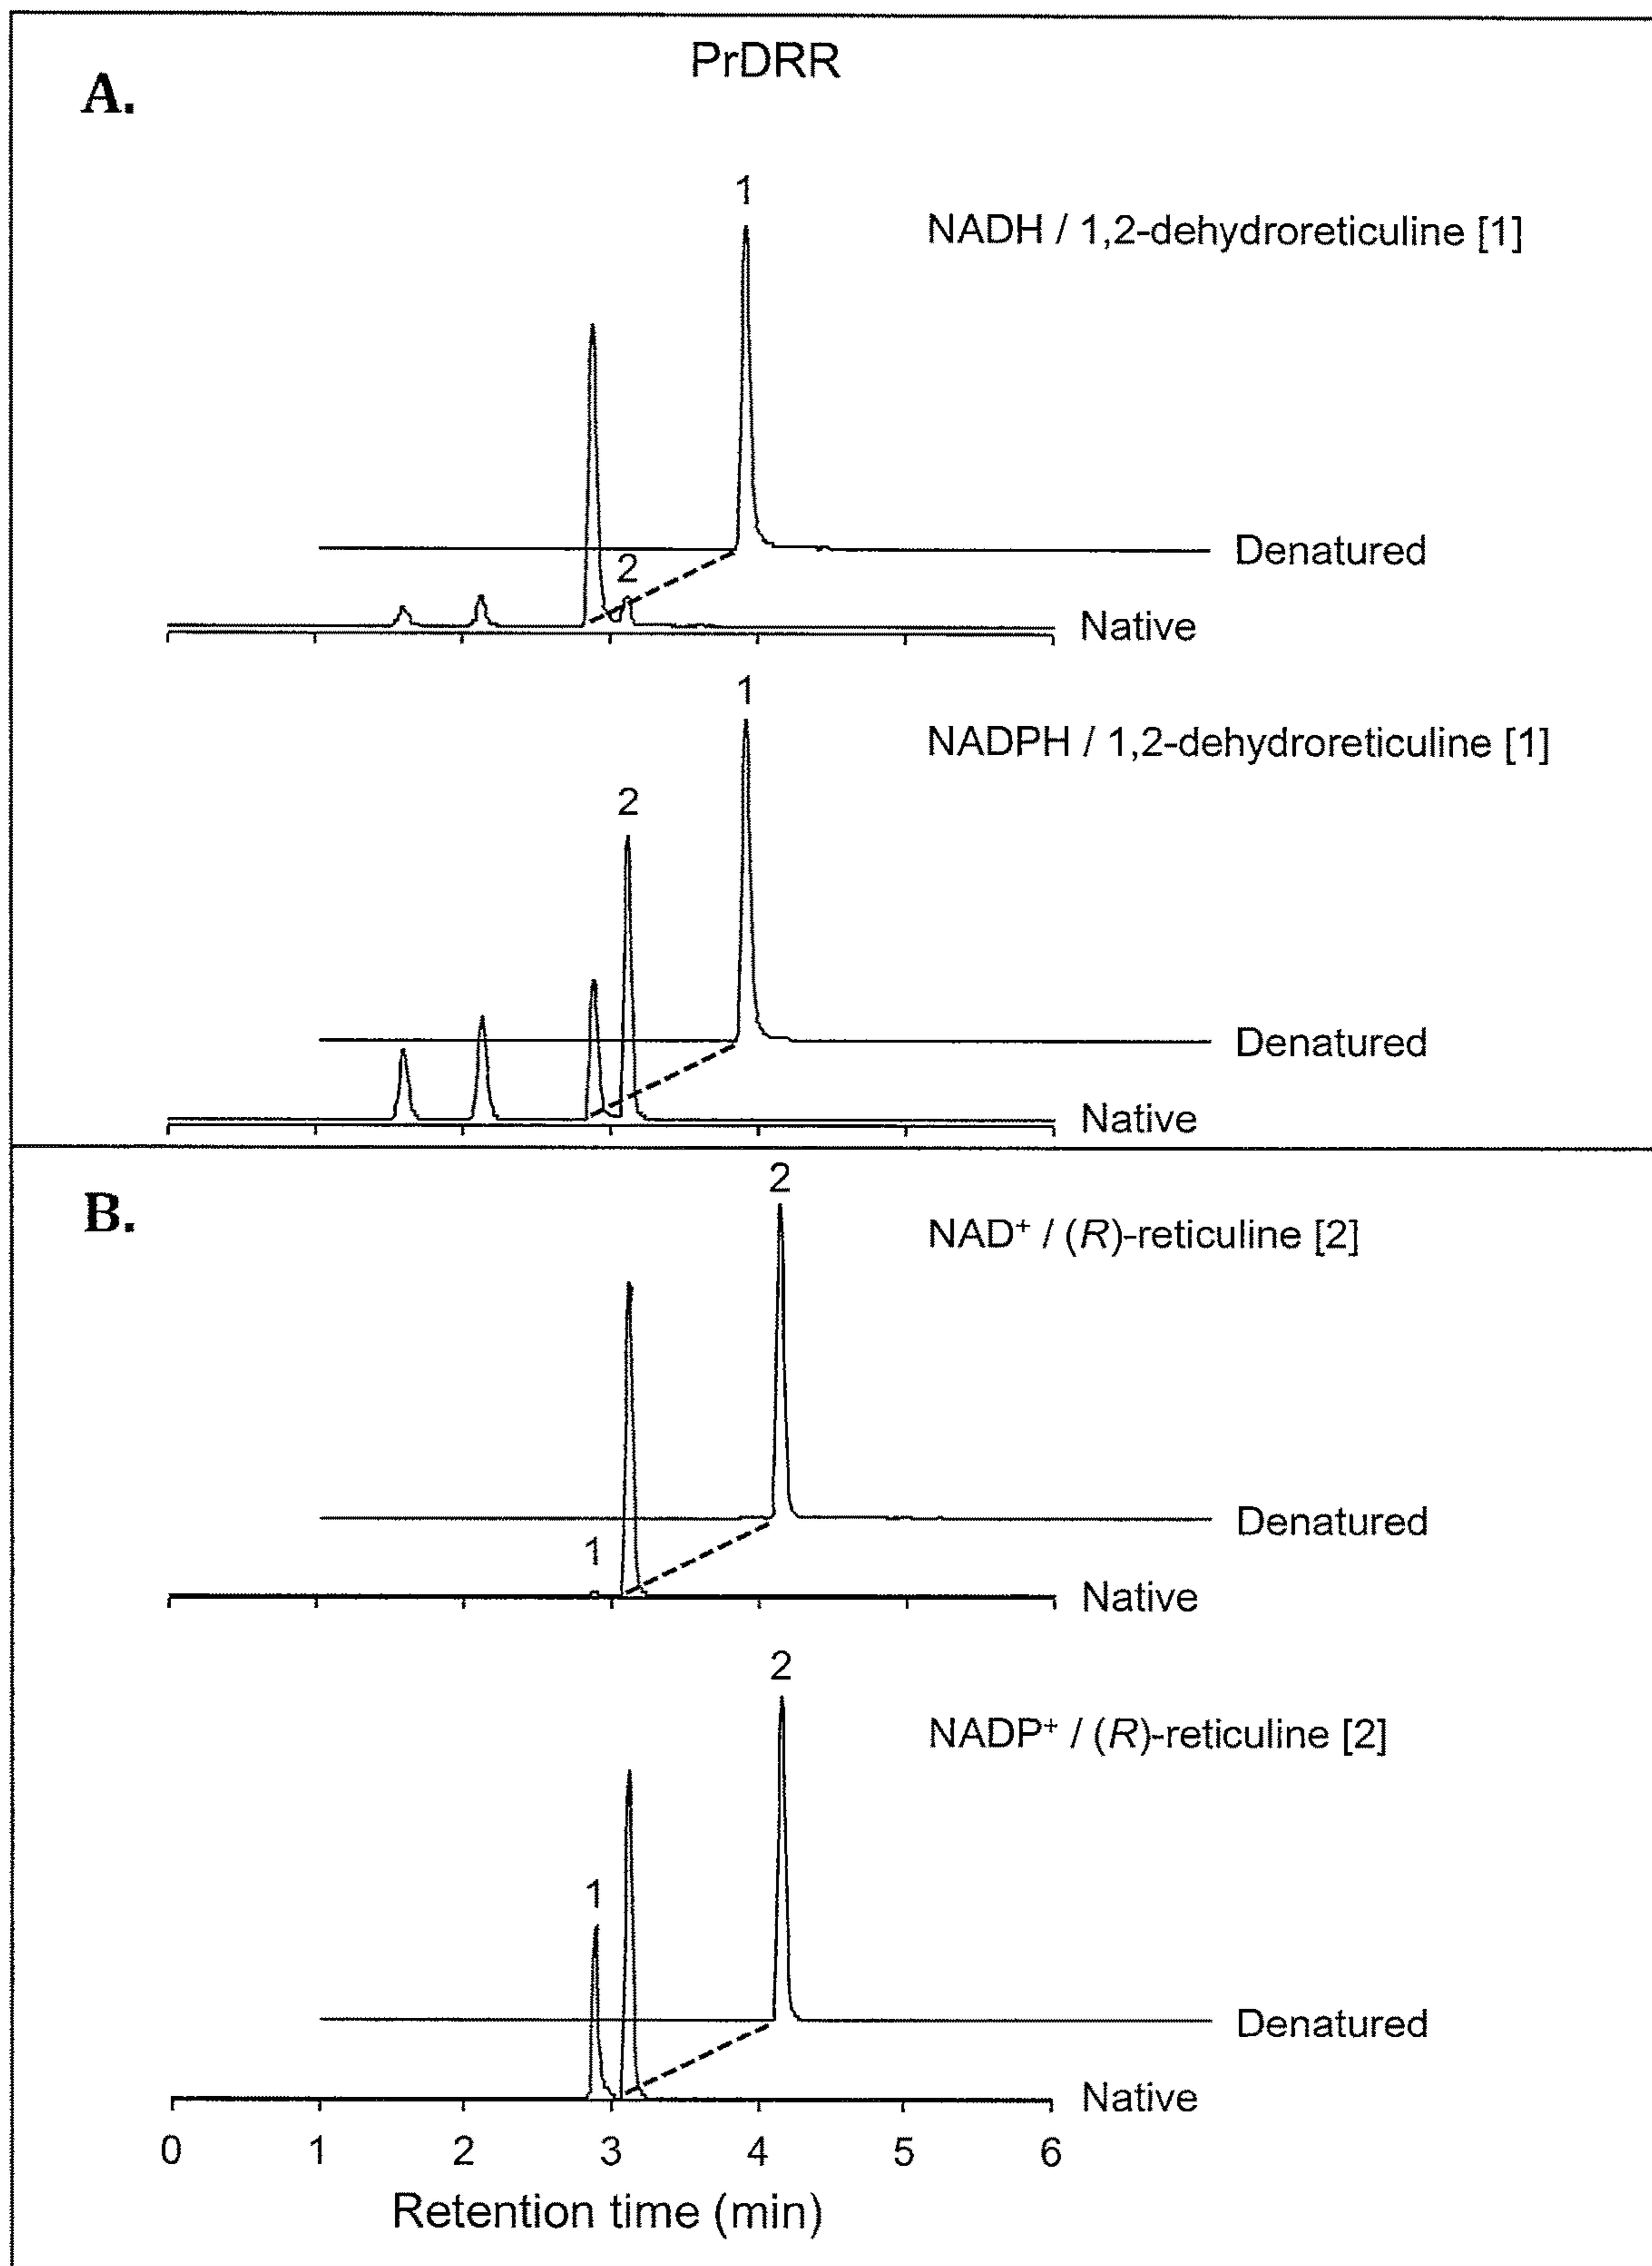 PrDRR
A.
1
NADH / 1,2-dehydroreticuline [1]
Denatured
2
Native
1
NADPH / 1,2-dehydroreticuline [1]
2
Denatured
Native
B.
2
NAD⁺ / (R)-reticuline [2]
Denatured
1
Native
2
NADP⁺ / (R)-reticuline [2]
1
Denatured
Native
0 1 2 3 4 5 6
Retention time (min)